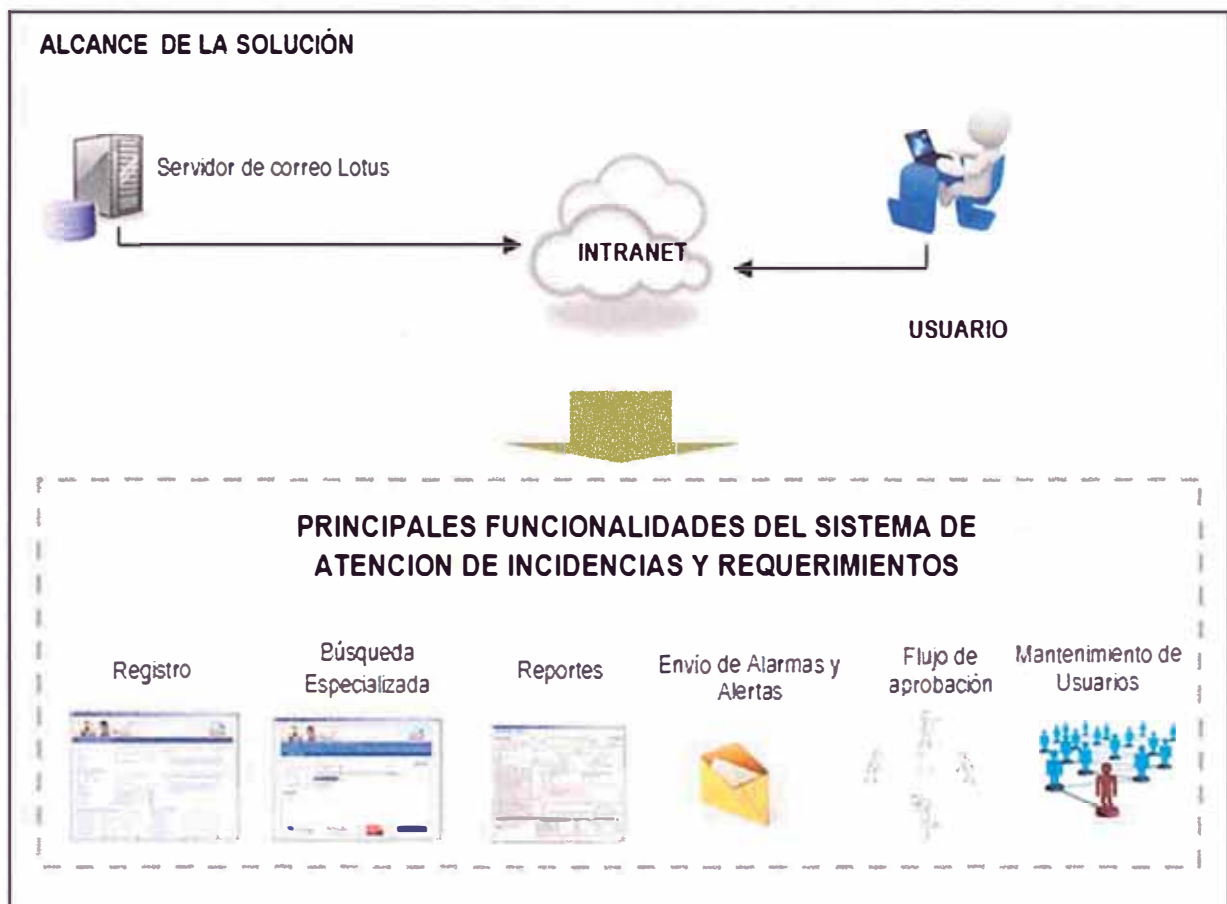 ALCANCE DE LA SOLUCIÓN
Servidor de correo Lotus
INTRANET
USUARIO
PRINCIPALES FUNCIONALIDADES DEL SISTEMA DE
ATENCION DE INCIDENCIAS Y REQUERIMIENTOS
Registro
Búsqueda
Especializada
Reportes
Envío de Alarmas y
Alertas
Flujo de
aprobación
Mantenimiento de
Usuarios